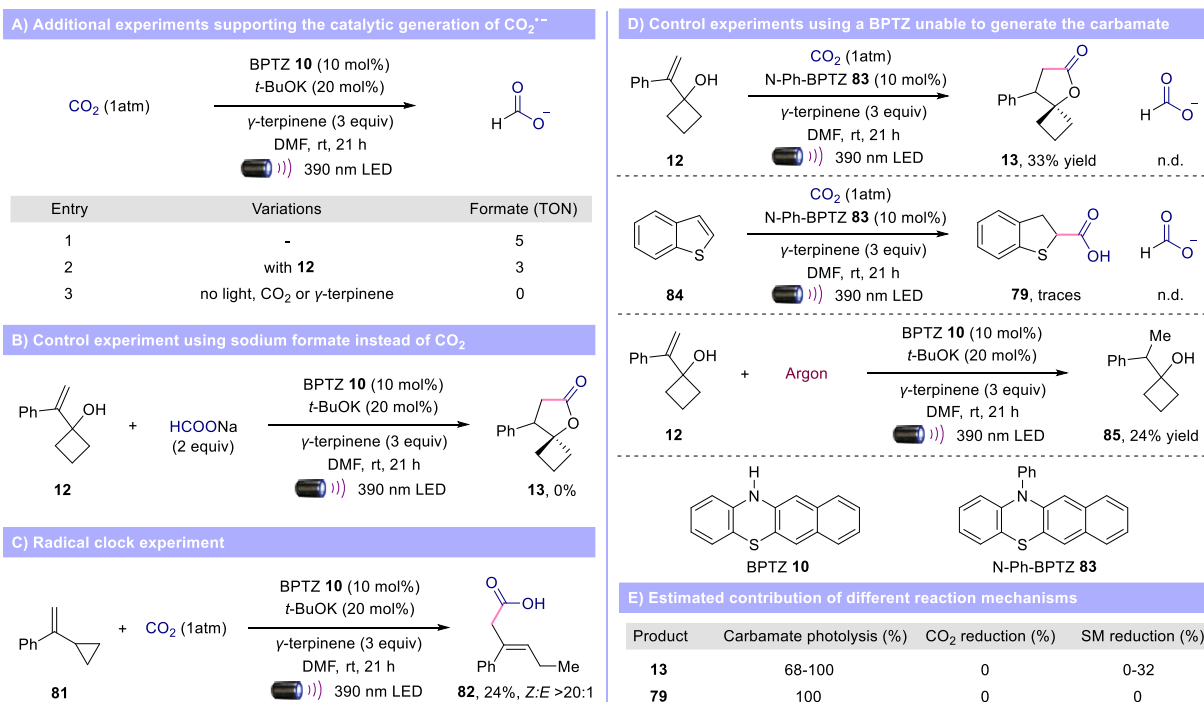 A) Additional experiments supporting the catalytic generation of CO₂•−
CO₂ (1atm)
BPTZ 10 (10 mol%)
t-BuOK (20 mol%)
γ-terpinene (3 equiv)
DMF, rt, 21 h
390 nm LED
H O O−
Entry Variations Formate (TON)
1 - 5
2 with 12 3
3 no light, CO₂ or γ-terpinene 0
B) Control experiment using sodium formate instead of CO₂
Ph OH
12
+
HCOONa
(2 equiv)
BPTZ 10 (10 mol%)
t-BuOK (20 mol%)
γ-terpinene (3 equiv)
DMF, rt, 21 h
390 nm LED
Ph O O
13, 0%
C) Radical clock experiment
Ph
81
+ CO₂ (1atm)
BPTZ 10 (10 mol%)
t-BuOK (20 mol%)
γ-terpinene (3 equiv)
DMF, rt, 21 h
390 nm LED
O OH
Ph Me
82, 24%, Z:E >20:1
D) Control experiments using a BPTZ unable to generate the carbamate
Ph OH
12
CO₂ (1atm)
N-Ph-BPTZ 83 (10 mol%)
γ-terpinene (3 equiv)
DMF, rt, 21 h
390 nm LED
Ph O O
13, 33% yield
H O O−
n.d.
S
84
CO₂ (1atm)
N-Ph-BPTZ 83 (10 mol%)
γ-terpinene (3 equiv)
DMF, rt, 21 h
390 nm LED
S O OH
79, traces
H O O−
n.d.
Ph OH
12
+ Argon
BPTZ 10 (10 mol%)
t-BuOK (20 mol%)
γ-terpinene (3 equiv)
DMF, rt, 21 h
390 nm LED
Me
Ph OH
85, 24% yield
H
N
S
BPTZ 10
Ph
N
S
N-Ph-BPTZ 83
E) Estimated contribution of different reaction mechanisms
Product Carbamate photolysis (%) CO₂ reduction (%) SM reduction (%)
13 68-100 0 0-32
79 100 0 0